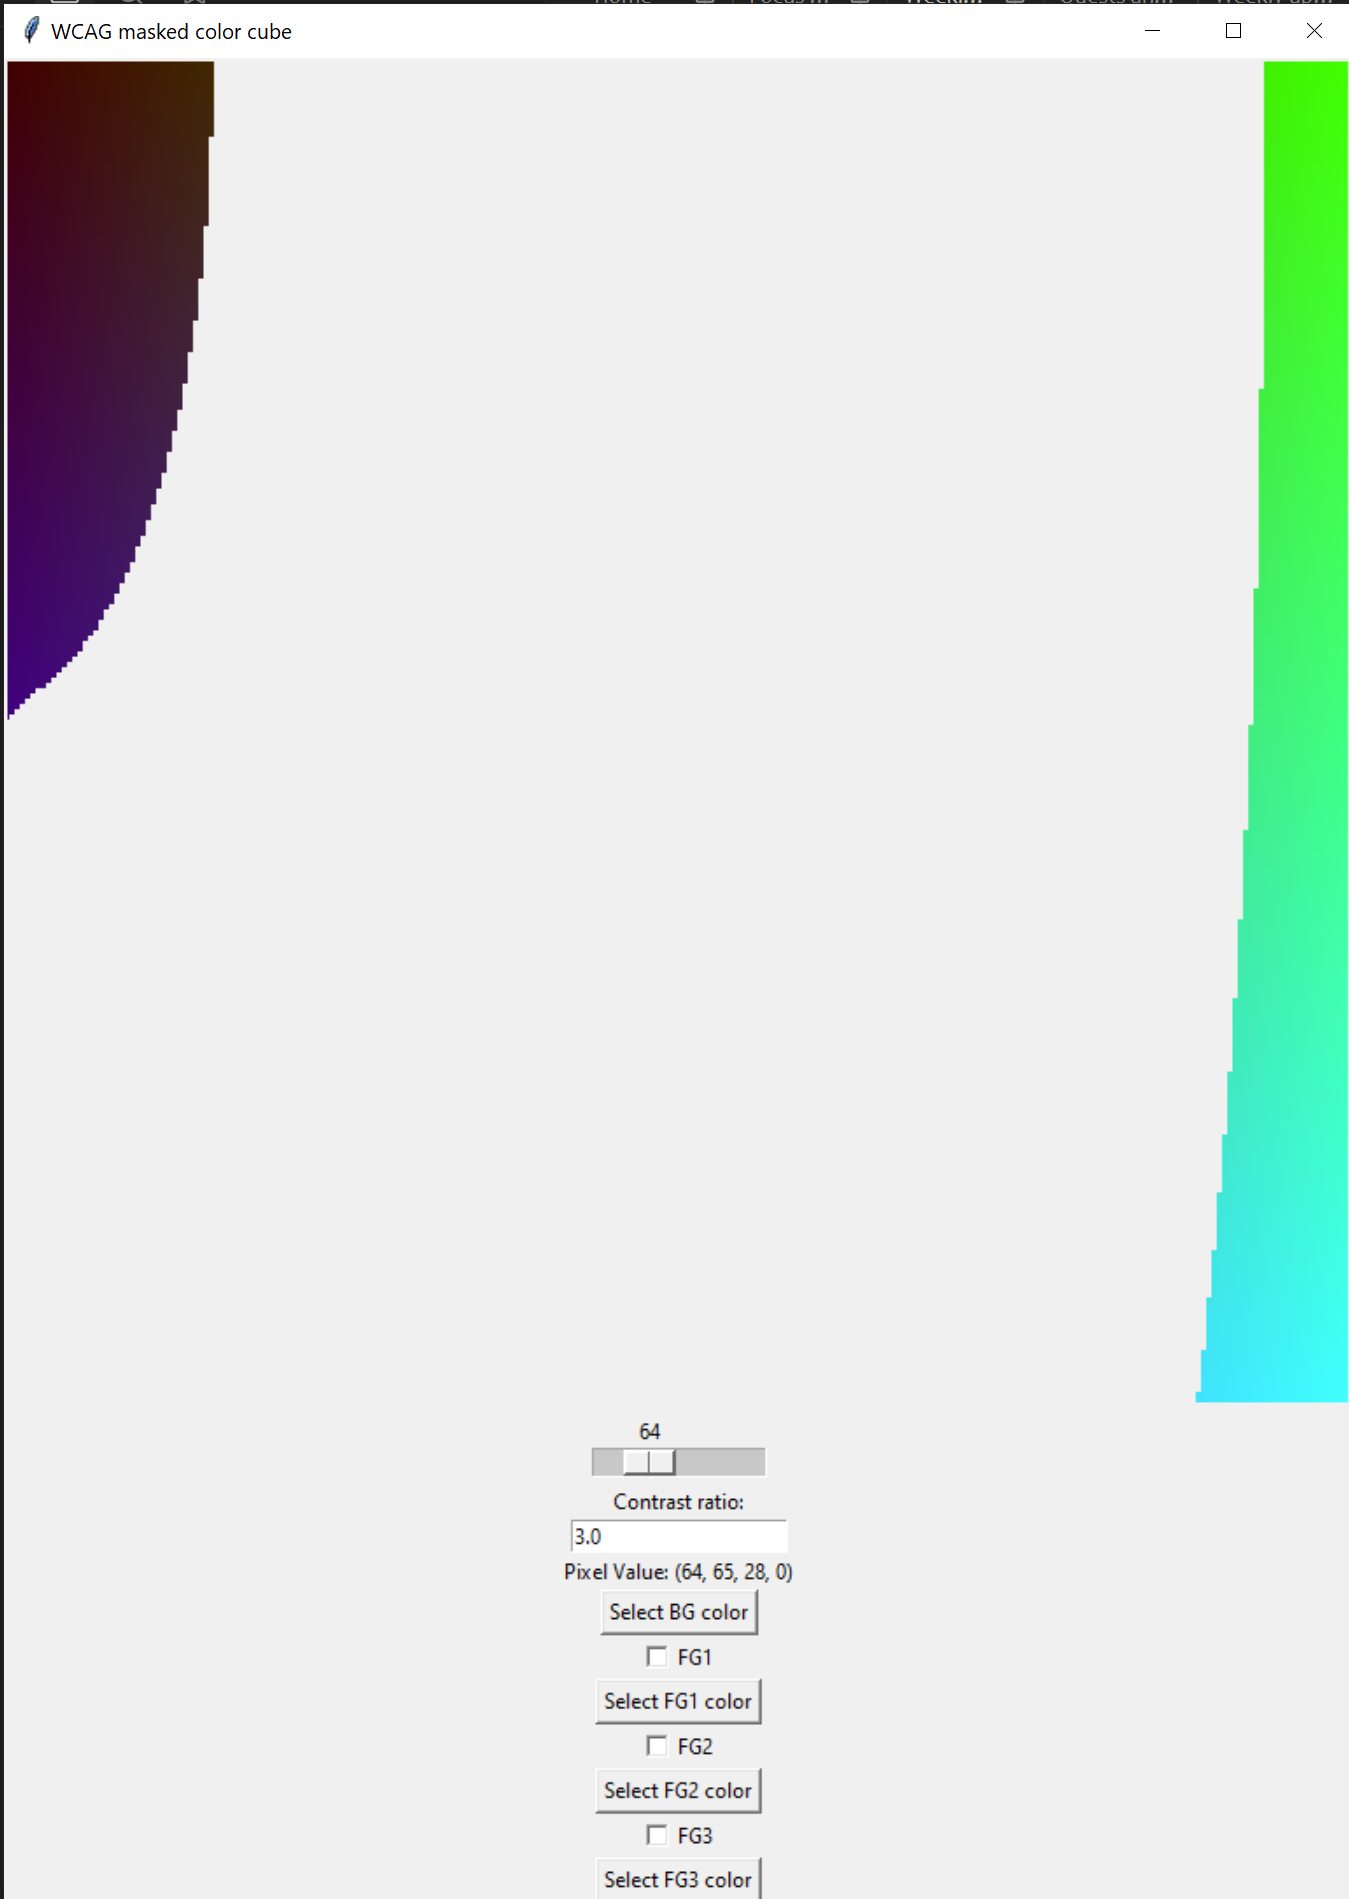 WCAG masked color cube
64
Contrast ratio:
3.0
Pixel Value: (64, 65, 28, 0)
Select BG color
FG1
Select FG1 color
FG2
Select FG2 color
FG3
Select FG3 color